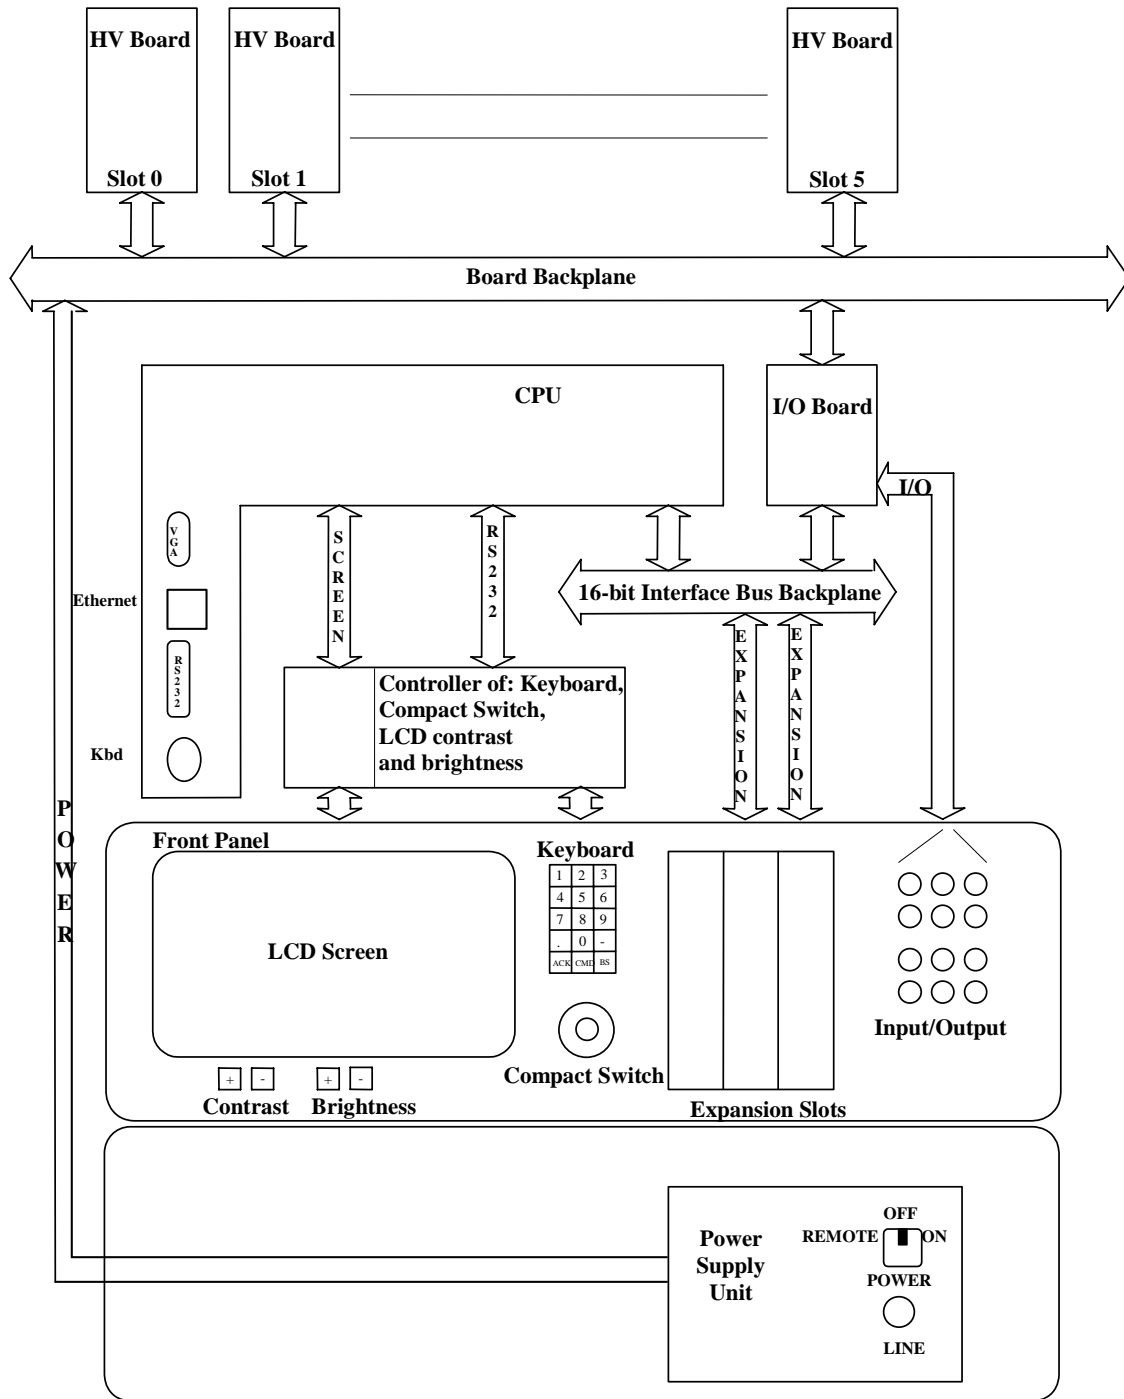 HV Board
HV Board
HV Board
Slot 0
Slot 1
Slot 5
Board Backplane
CPU
I/O Board
I/O
VGA
SCREEN
RS232
Ethernet
16-bit Interface Bus Backplane
RS232
Controller of: Keyboard,
Compact Switch,
LCD contrast
and brightness
EXPANSION
EXPANSION
Kbd
POWER
Front Panel
Keyboard
1 2 3
4 5 6
7 8 9
. 0 -
ACK CMD BS
LCD Screen
Input/Output
Compact Switch
+ - + -
Contrast Brightness
Expansion Slots
OFF
REMOTE ON
Power
Supply
Unit
POWER
LINE